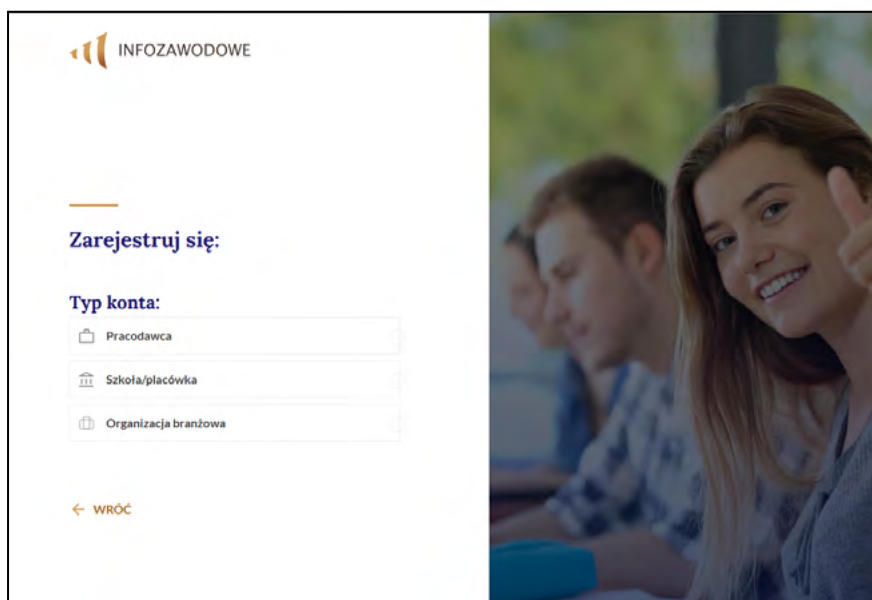 INFOZAWODOWE
Zarejestruj się:
Typ konta:
Pracodawca
Szkoła/placówka
Organizacja branżowa
← WRÓĆ